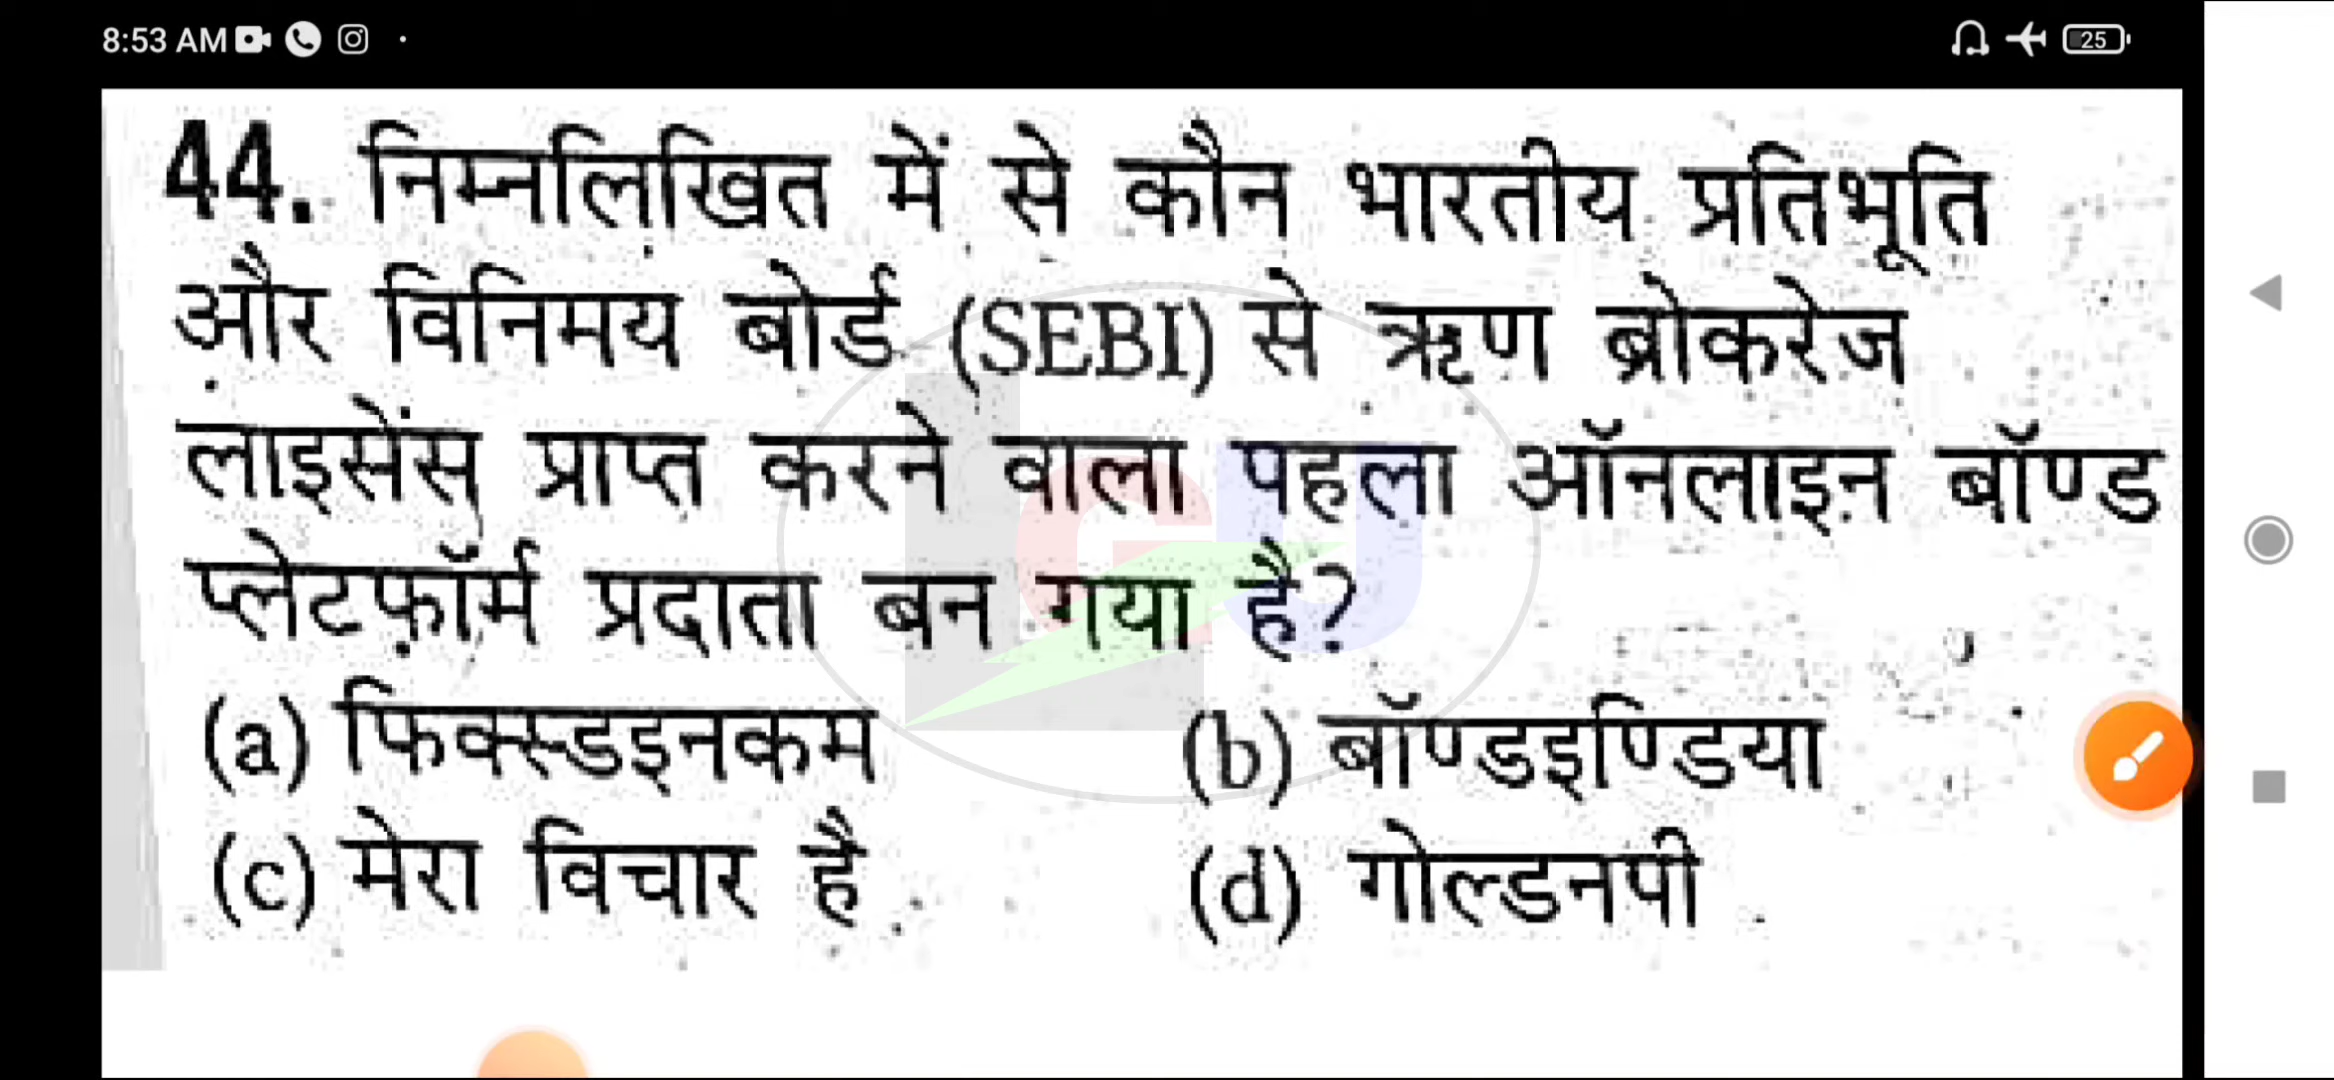 8:53 AM
25
44. निम्नलिखित में से कौन भारतीय प्रतिभूति
और विनिमय बोर्ड (SEBI) से ऋण ब्रोकरेज
लाइसेंस प्राप्त करने वाला पहला ऑनलाइन बॉण्ड
प्लेटफ़ॉर्म प्रदाता बन गया है?
(a) फिक्स्डइनकम (b) बॉण्डइण्डिया
(c) मेरा विचार है (d) गोल्डनपी